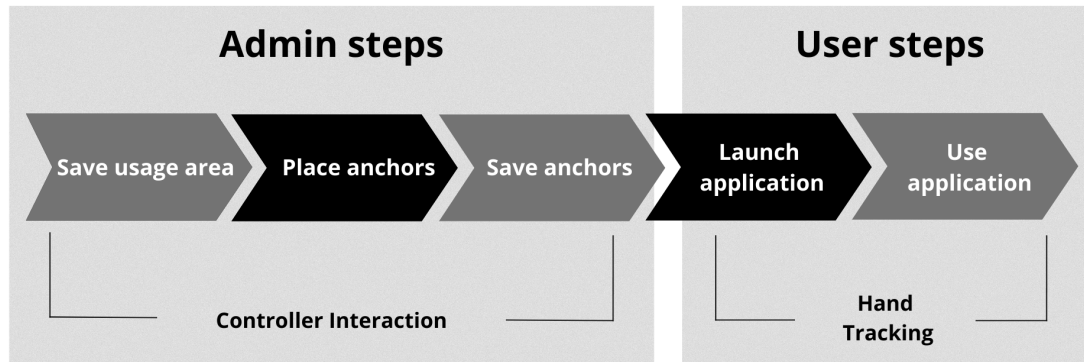 Admin steps
User steps
Save usage area
Place anchors
Save anchors
Launch
application
Use
application
Controller Interaction
Hand
Tracking